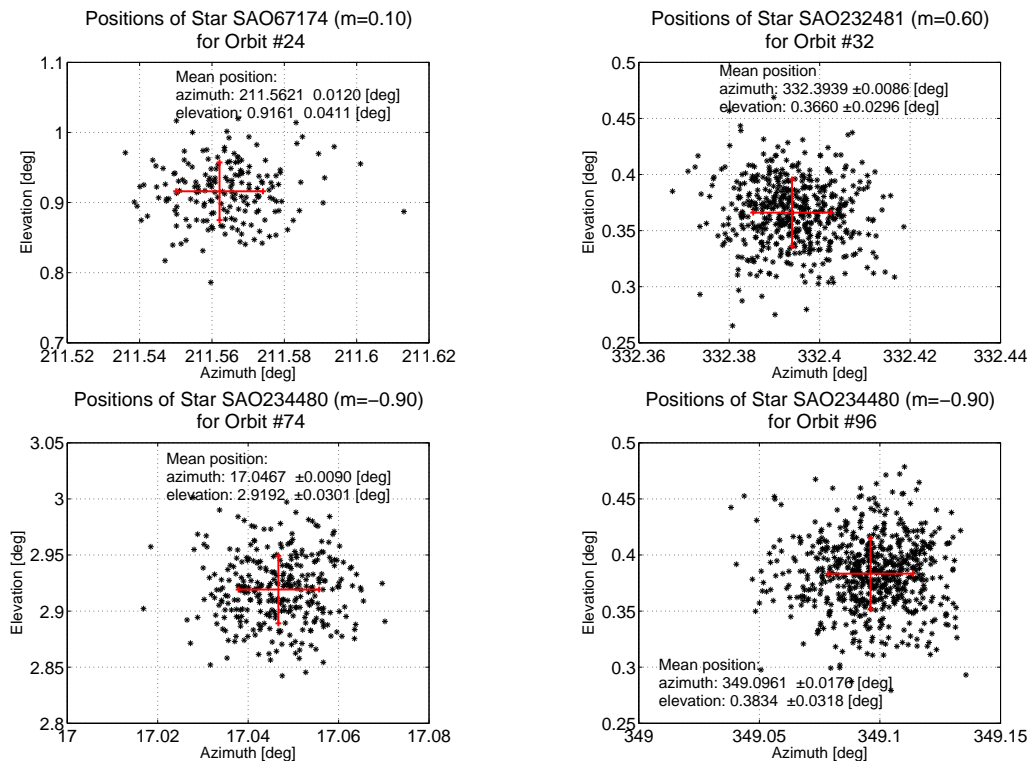 Positions of Star SAO67174 (m=0.10)
for Orbit #24
Mean position:
azimuth: 211.5621 0.0120 [deg]
elevation: 0.9161 0.0411 [deg]
Elevation [deg]
1.1
1
0.9
0.8
0.7
211.52 211.54 211.56 211.58 211.6 211.62
Azimuth [deg]
Positions of Star SAO232481 (m=0.60)
for Orbit #32
Mean position
azimuth: 332.3939 ±0.0086 [deg]
elevation: 0.3660 ±0.0296 [deg]
Elevation [deg]
0.5
0.45
0.4
0.35
0.3
0.25
332.36 332.38 332.4 332.42 332.44
Azimuth [deg]
Positions of Star SAO234480 (m=−0.90)
for Orbit #74
Mean position:
azimuth: 17.0467 ±0.0090 [deg]
elevation: 2.9192 ±0.0301 [deg]
Elevation [deg]
3.05
3
2.95
2.9
2.85
2.8
17 17.02 17.04 17.06 17.08
Azimuth [deg]
Positions of Star SAO234480 (m=−0.90)
for Orbit #96
Mean position:
azimuth: 349.0961 ±0.0176 [deg]
elevation: 0.3834 ±0.0318 [deg]
Elevation [deg]
0.5
0.45
0.4
0.35
0.3
0.25
349 349.05 349.1 349.15
Azimuth [deg]